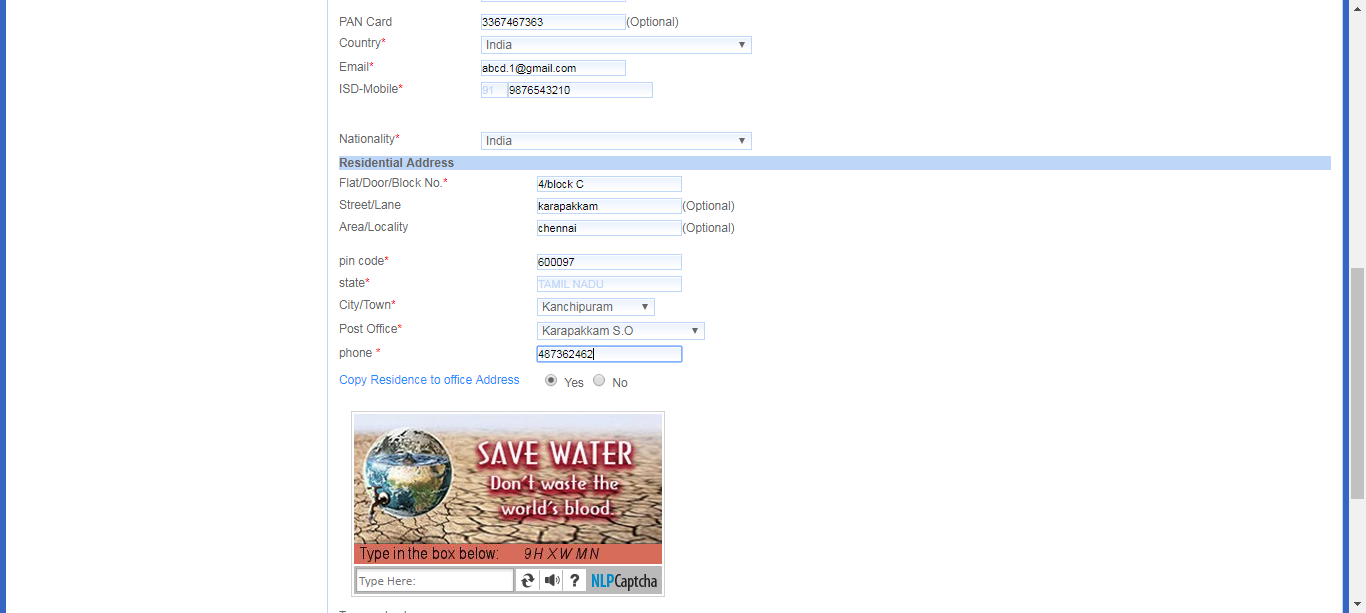 PAN Card 3367467363 (Optional)
Country* India
Email* abcd.1@gmail.com
ISD-Mobile* 91 9876543210
Nationality* India
Residential Address
Flat/Door/Block No.* 4/block C
Street/Lane karapakkam (Optional)
Area/Locality chennai (Optional)
pin code* 600097
state* TAMIL NADU
City/Town* Kanchipuram
Post Office* Karapakkam S.O
phone * 487362462
Copy Residence to office Address Yes No
SAVE WATER
Don't waste the
world's blood.
Type in the box below: 9H XW MN
Type Here: ? NLPCaptcha